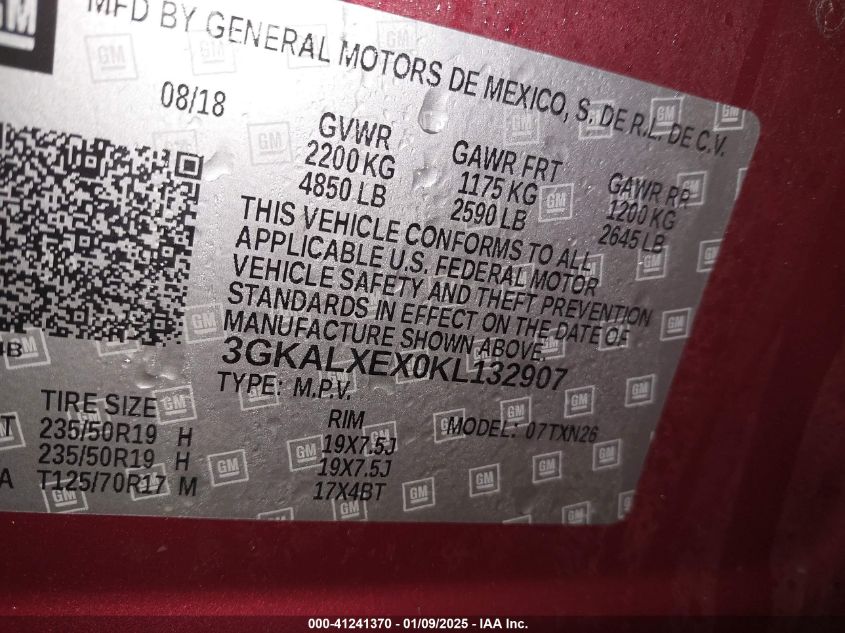 GM
MFD BY GENERAL MOTORS DE MEXICO, S. DE R.L. DE C.V.
08/18
GVWR GAWR FRT GAWR RR
2200 KG 1175 KG 1200 KG
4850 LB 2590 LB 2645 LB
THIS VEHICLE CONFORMS TO ALL
APPLICABLE U.S. FEDERAL MOTOR
VEHICLE SAFETY AND THEFT PREVENTION
STANDARDS IN EFFECT ON THE DATE OF
MANUFACTURE SHOWN ABOVE.
3GKALXEX0KL132907
TYPE: M.P.V. MODEL: 07TXN26
TIRE SIZE RIM
235/50R19 H 19X7.5J
235/50R19 H 19X7.5J
T125/70R17 M 17X4BT
000-41241370 - 01/09/2025 - IAA Inc.